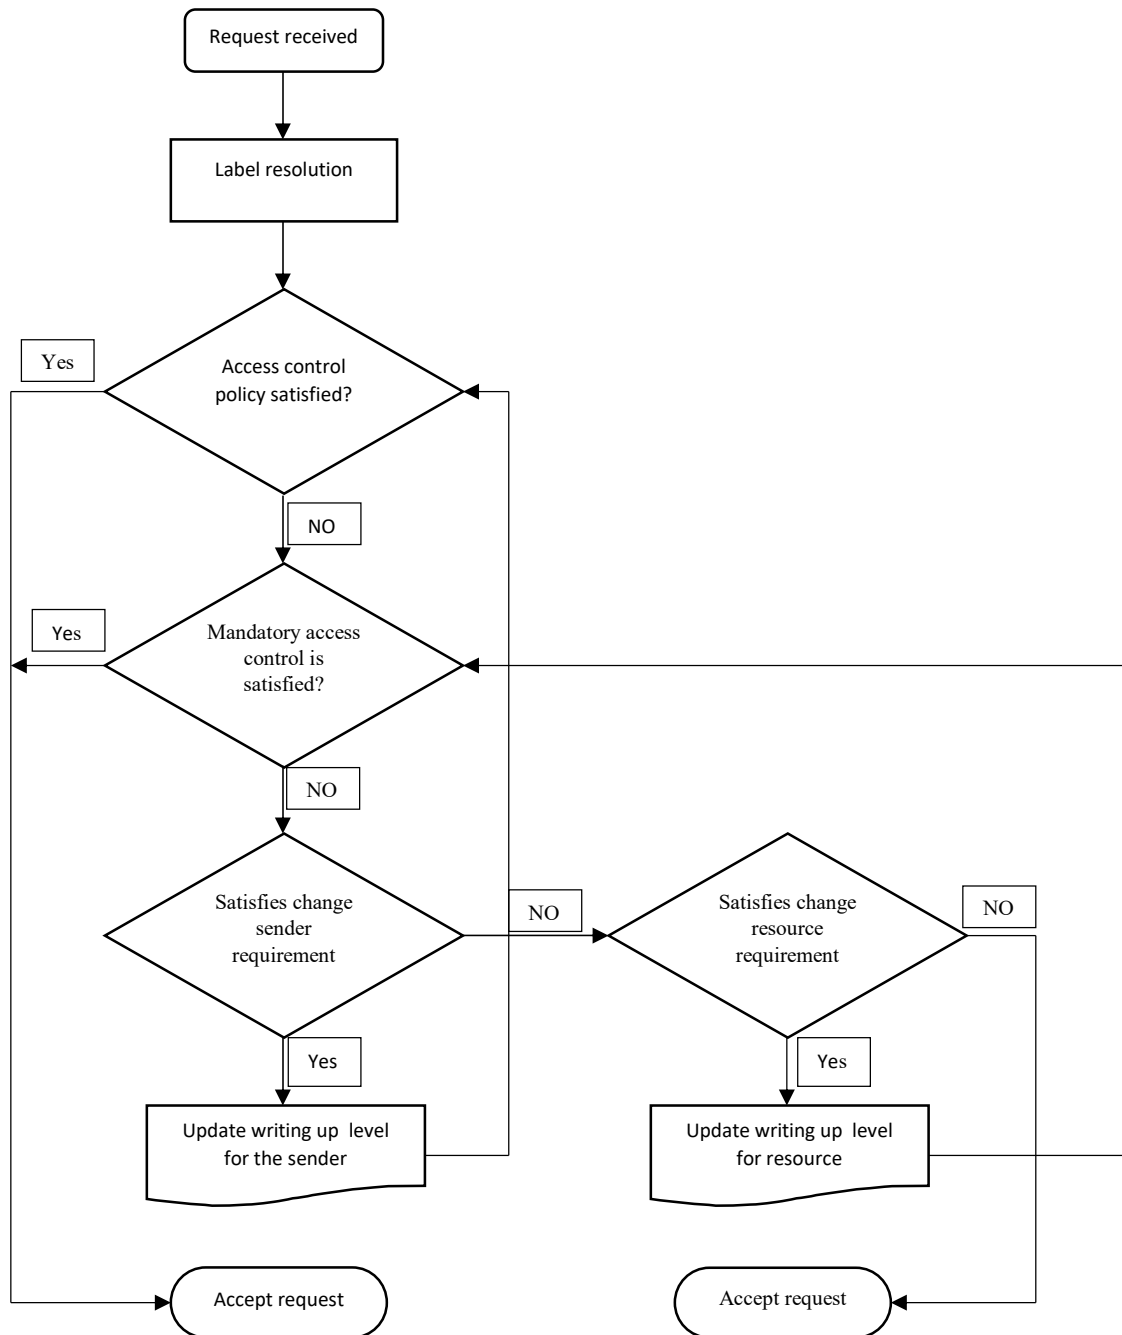 Request received
Label resolution
Yes
Access control
policy satisfied?
NO
Yes
Mandatory access
control is
satisfied?
NO
Satisfies change
sender
requirement
NO
Satisfies change
resource
requirement
NO
Yes
Yes
Update writing up level
for the sender
Update writing up level
for resource
Accept request
Accept request